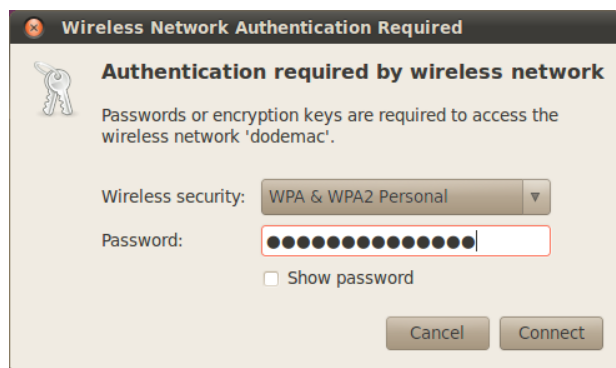 Wireless Network Authentication Required
Authentication required by wireless network
Passwords or encryption keys are required to access the
wireless network 'dodemac'.
Wireless security: WPA & WPA2 Personal
Password: ●●●●●●●●●●●●●●
Show password
Cancel Connect